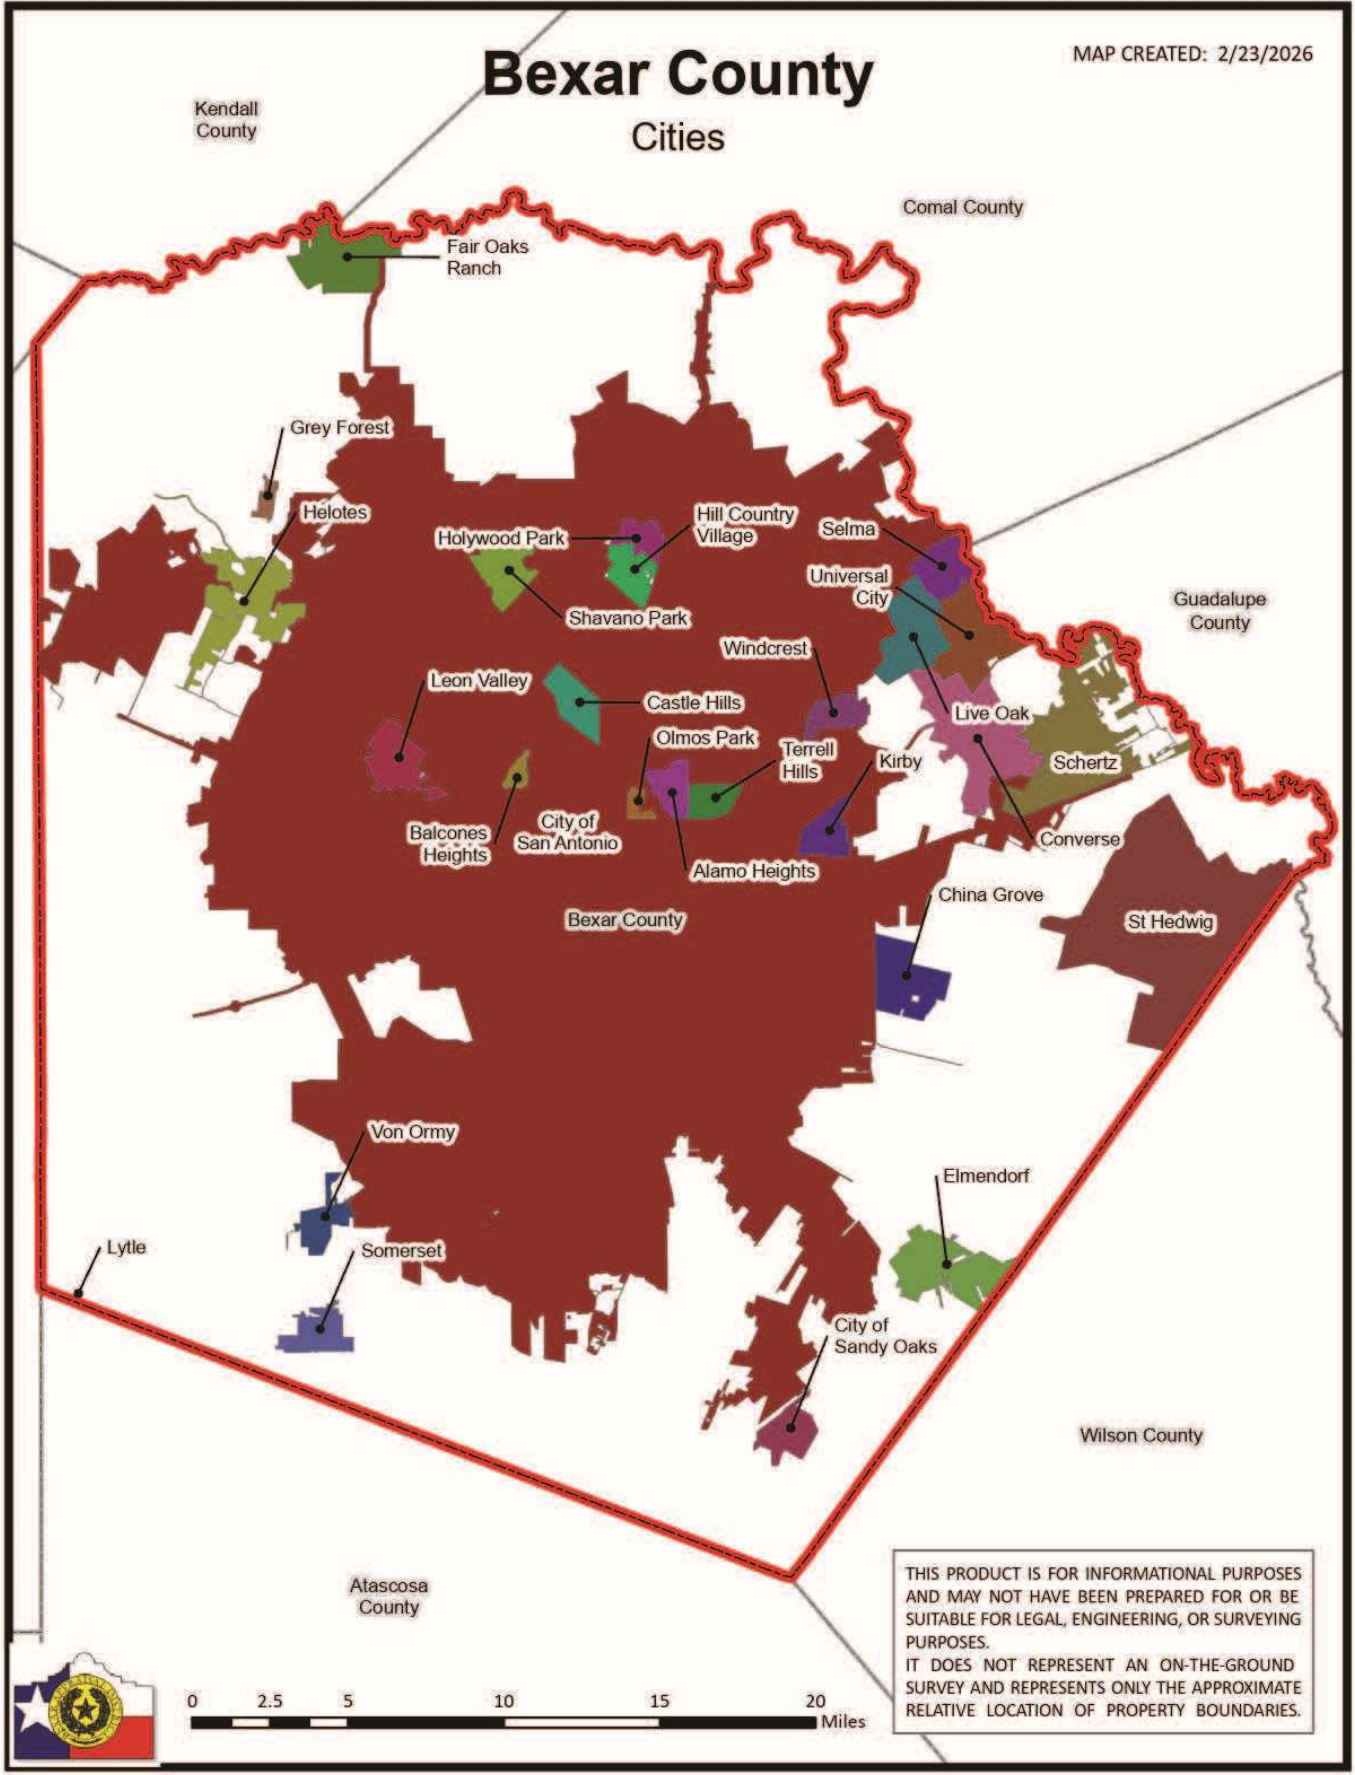 Bexar County
Cities
MAP CREATED: 2/23/2026
Kendall
County
Comal County
Fair Oaks
Ranch
Grey Forest
Helotes
Holywood Park
Hill Country
Village
Selma
Universal
City
Shavano Park
Guadalupe
County
Windcrest
Leon Valley
Castle Hills
Live Oak
Olmos Park
Terrell
Hills
Kirby
Schertz
Balcones
Heights
City of
San Antonio
Converse
Alamo Heights
China Grove
Bexar County
St Hedwig
Von Ormy
Elmendorf
Lytle
Somerset
City of
Sandy Oaks
Wilson County
Atascosa
County
THIS PRODUCT IS FOR INFORMATIONAL PURPOSES
AND MAY NOT HAVE BEEN PREPARED FOR OR BE
SUITABLE FOR LEGAL, ENGINEERING, OR SURVEYING
PURPOSES.
IT DOES NOT REPRESENT AN ON-THE-GROUND
SURVEY AND REPRESENTS ONLY THE APPROXIMATE
RELATIVE LOCATION OF PROPERTY BOUNDARIES.
0 2.5 5 10 15 20
Miles